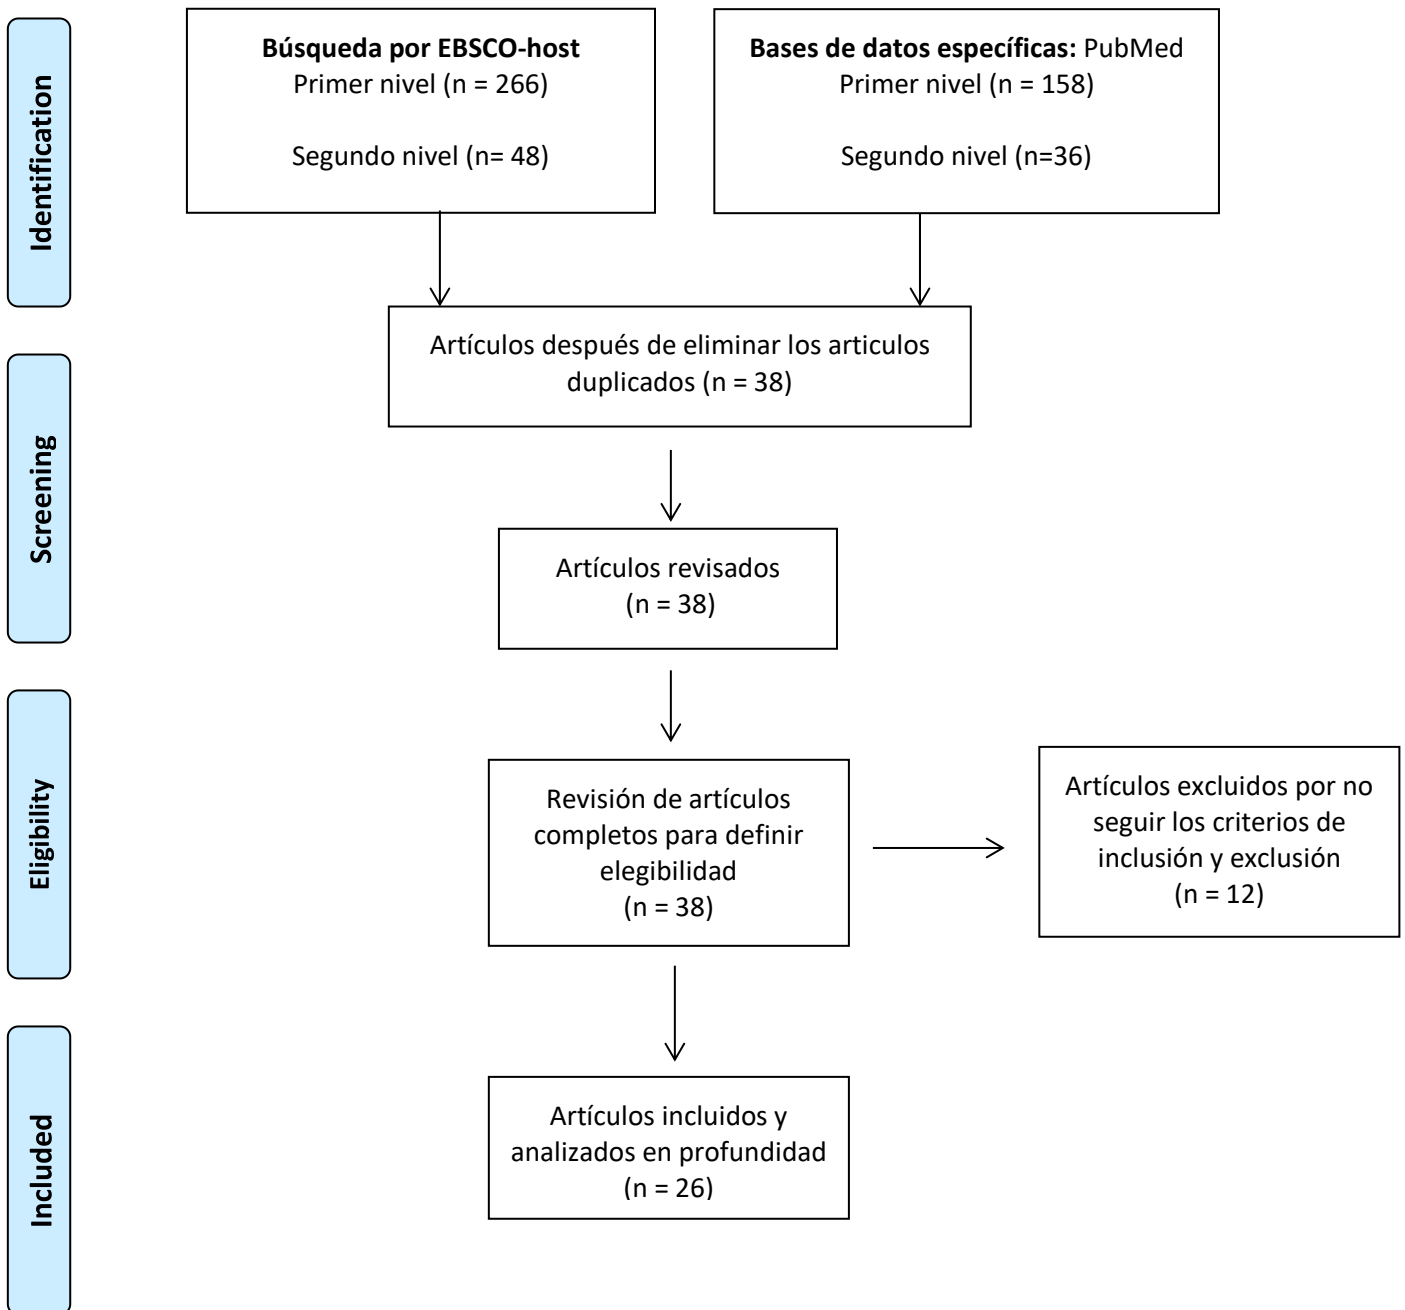 Identification
Búsqueda por EBSCO-host
Primer nivel (n = 266)
Segundo nivel (n= 48)
Bases de datos específicas: PubMed
Primer nivel (n = 158)
Segundo nivel (n=36)
Artículos después de eliminar los articulos
duplicados (n = 38)
Screening
Artículos revisados
(n = 38)
Eligibility
Revisión de artículos
completos para definir
elegibilidad
(n = 38)
Artículos excluidos por no
seguir los criterios de
inclusión y exclusión
(n = 12)
Included
Artículos incluidos y
analizados en profundidad
(n = 26)